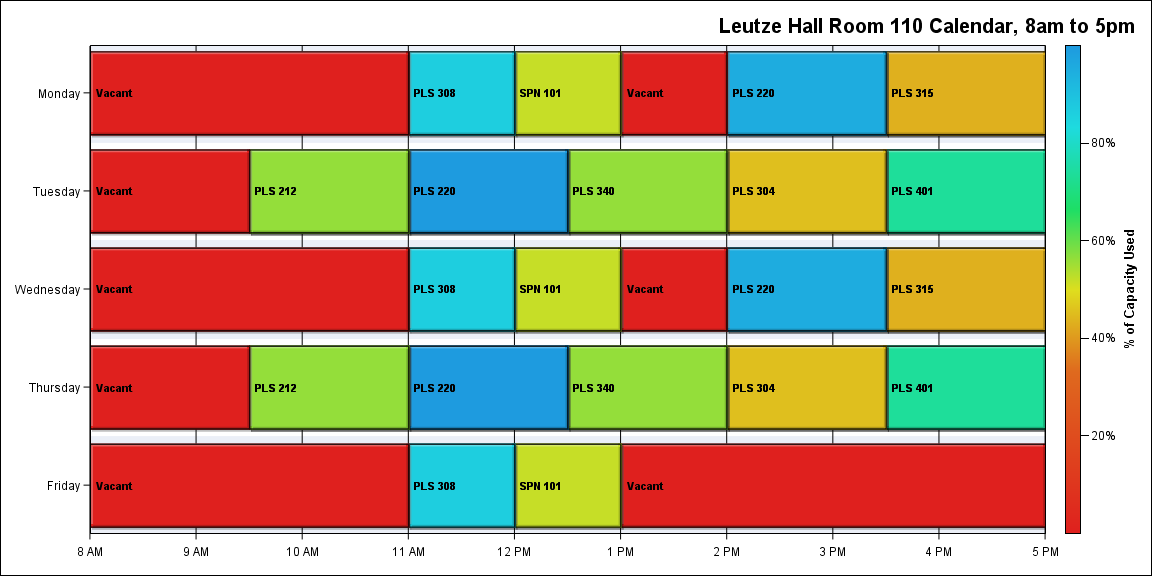 Leutze Hall Room 110 Calendar, 8am to 5pm
Monday
Vacant
PLS 308
SPN 101
Vacant
PLS 220
PLS 315
Tuesday
Vacant
PLS 212
PLS 220
PLS 340
PLS 304
PLS 401
Wednesday
Vacant
PLS 308
SPN 101
Vacant
PLS 220
PLS 315
Thursday
Vacant
PLS 212
PLS 220
PLS 340
PLS 304
PLS 401
Friday
Vacant
PLS 308
SPN 101
Vacant
8 AM
9 AM
10 AM
11 AM
12 PM
1 PM
2 PM
3 PM
4 PM
5 PM
80%
60%
40%
20%
% of Capacity Used